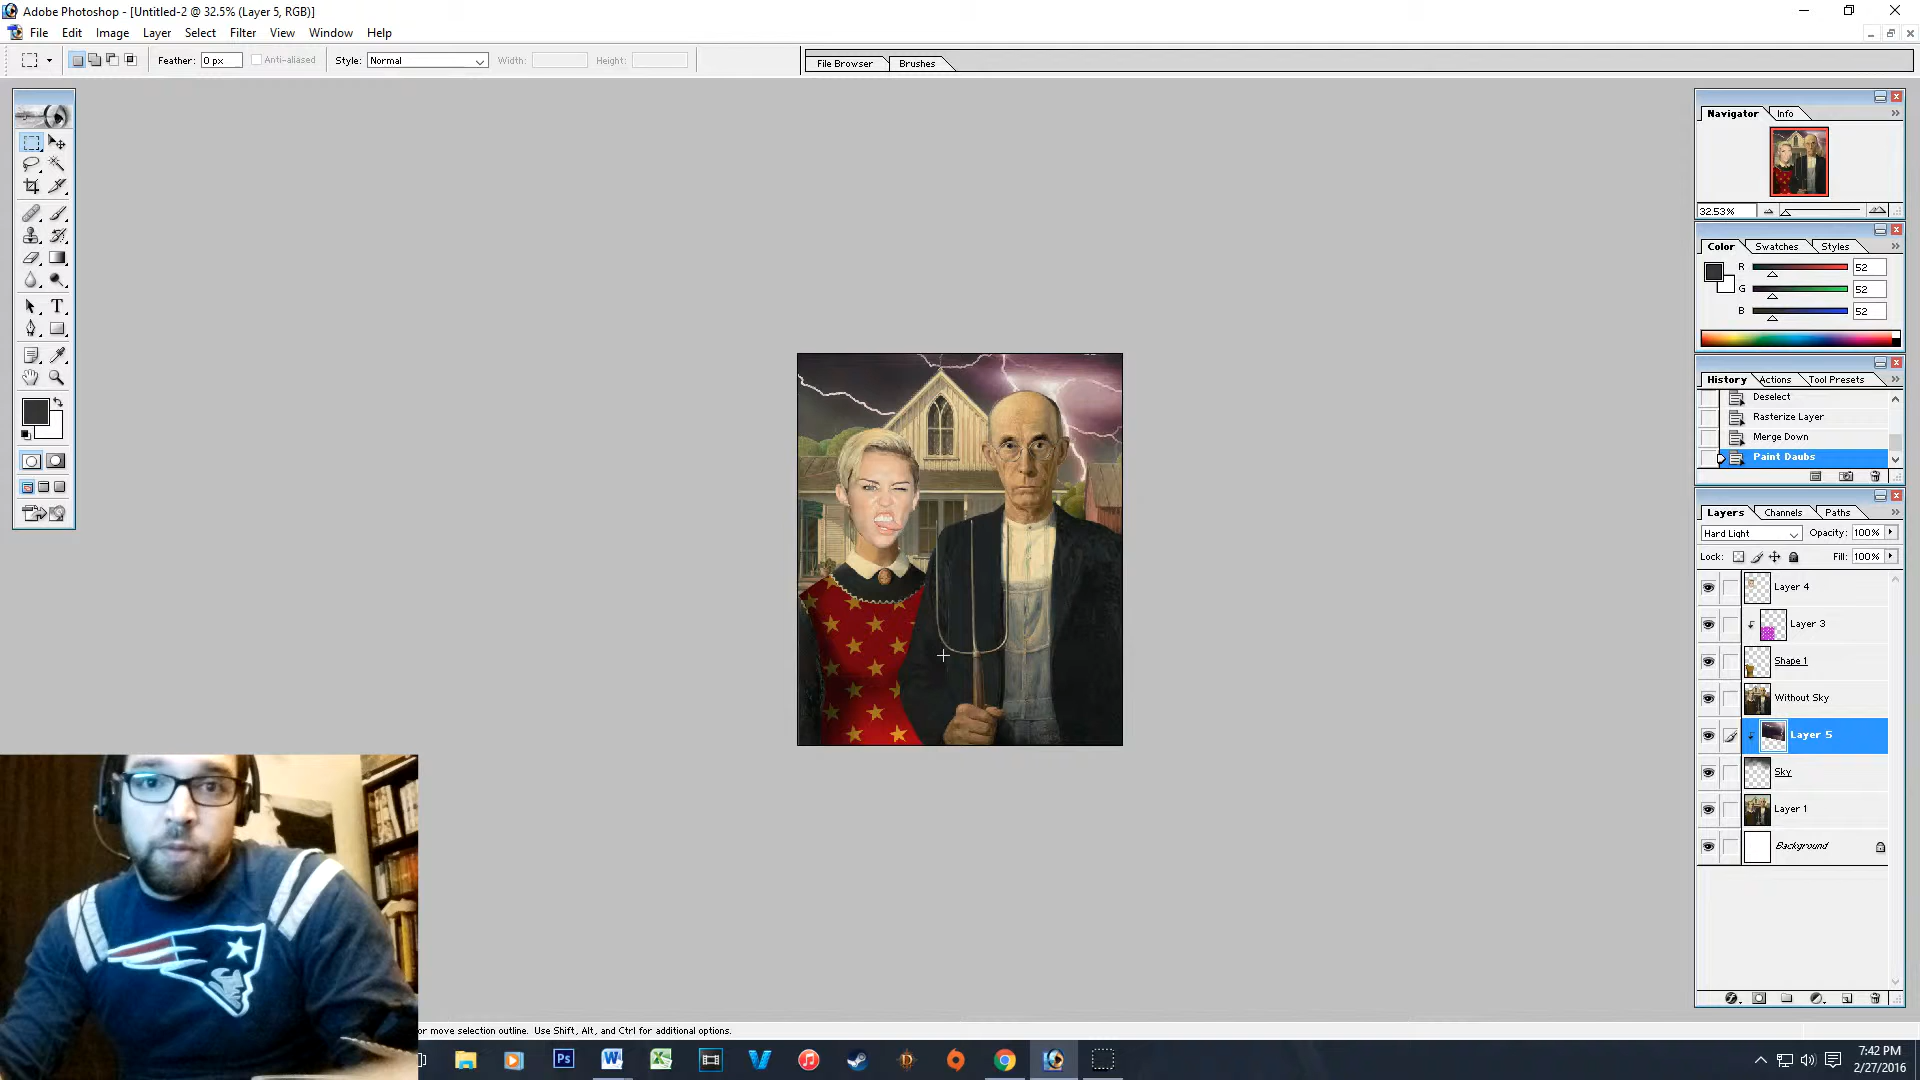 Adobe Photoshop - [Untitled-2 @ 32.5% (Layer 5, RGB)]
File Edit Image Layer Select Filter View Window Help
Feather: 0 px Anti-aliased Style: Normal Width: Height: File Browser Brushes
Navigator Info
32.53%
Color Swatches Styles
R 52
G 52
B 52
History Actions Tool Presets
Deselect
Rasterize Layer
Merge Down
Paint Daubs
Layers Channels Paths
Hard Light Opacity: 100%
Lock: Fill: 100%
Layer 4
Layer 3
Shape 1
Without Sky
Layer 5
Sky
Layer 1
Background
T
or move selection outline. Use Shift, Alt, and Ctrl for additional options.
Ps
7:42 PM
2/27/2016